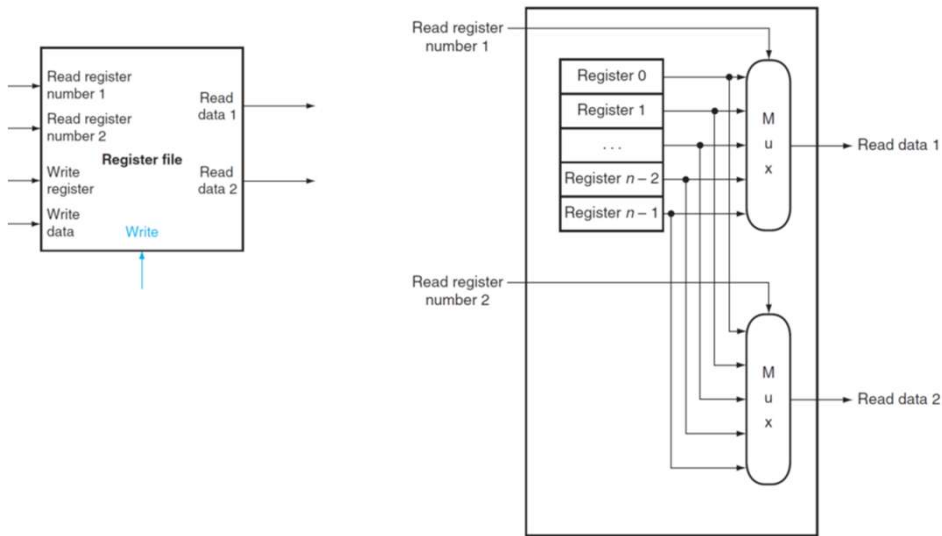 Read register
number 1
Read register
number 2
Register file
Write
register
Write
data
Write
Read
data 1
Read
data 2
Read register
number 1
Register 0
Register 1
. . .
Register n – 2
Register n – 1
M
u
x
Read data 1
Read register
number 2
M
u
x
Read data 2